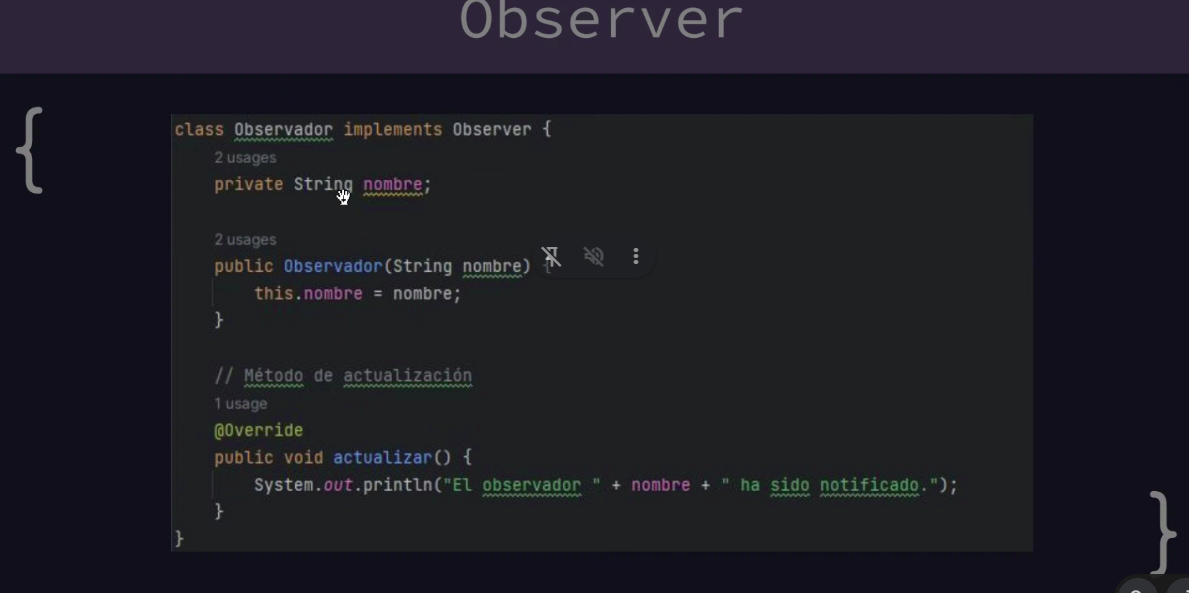 Observer
{
class Observador implements Observer {
2 usages
private String nombre;
2 usages
public Observador(String nombre) {
this.nombre = nombre;
}
// Método de actualización
1 usage
@Override
public void actualizar() {
System.out.println("El observador " + nombre + " ha sido notificado.");
}
}
}